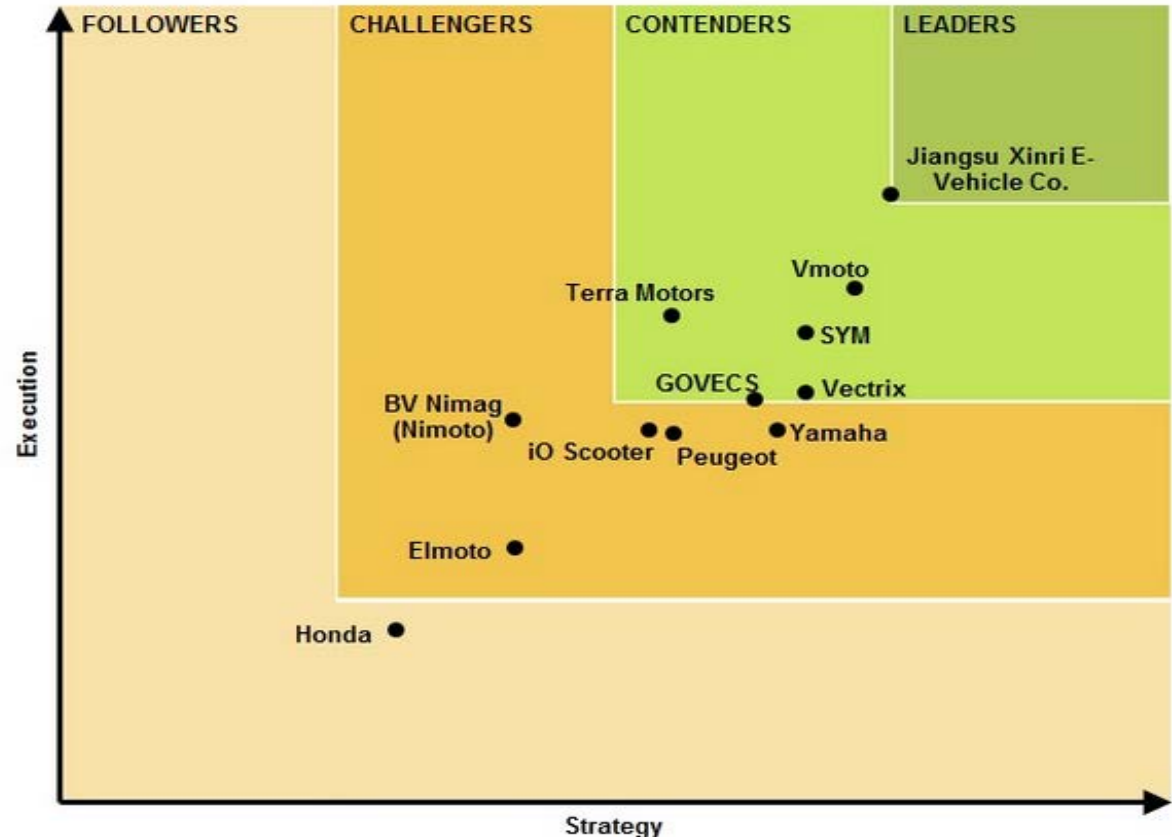 FOLLOWERS
CHALLENGERS
CONTENDERS
LEADERS
Jiangsu Xinri E-
Vehicle Co.
Vmoto
Terra Motors
SYM
GOVECS
Vectrix
BV Nimag
(Nimoto)
iO Scooter
Peugeot
Yamaha
Elmoto
Honda
Execution
Strategy